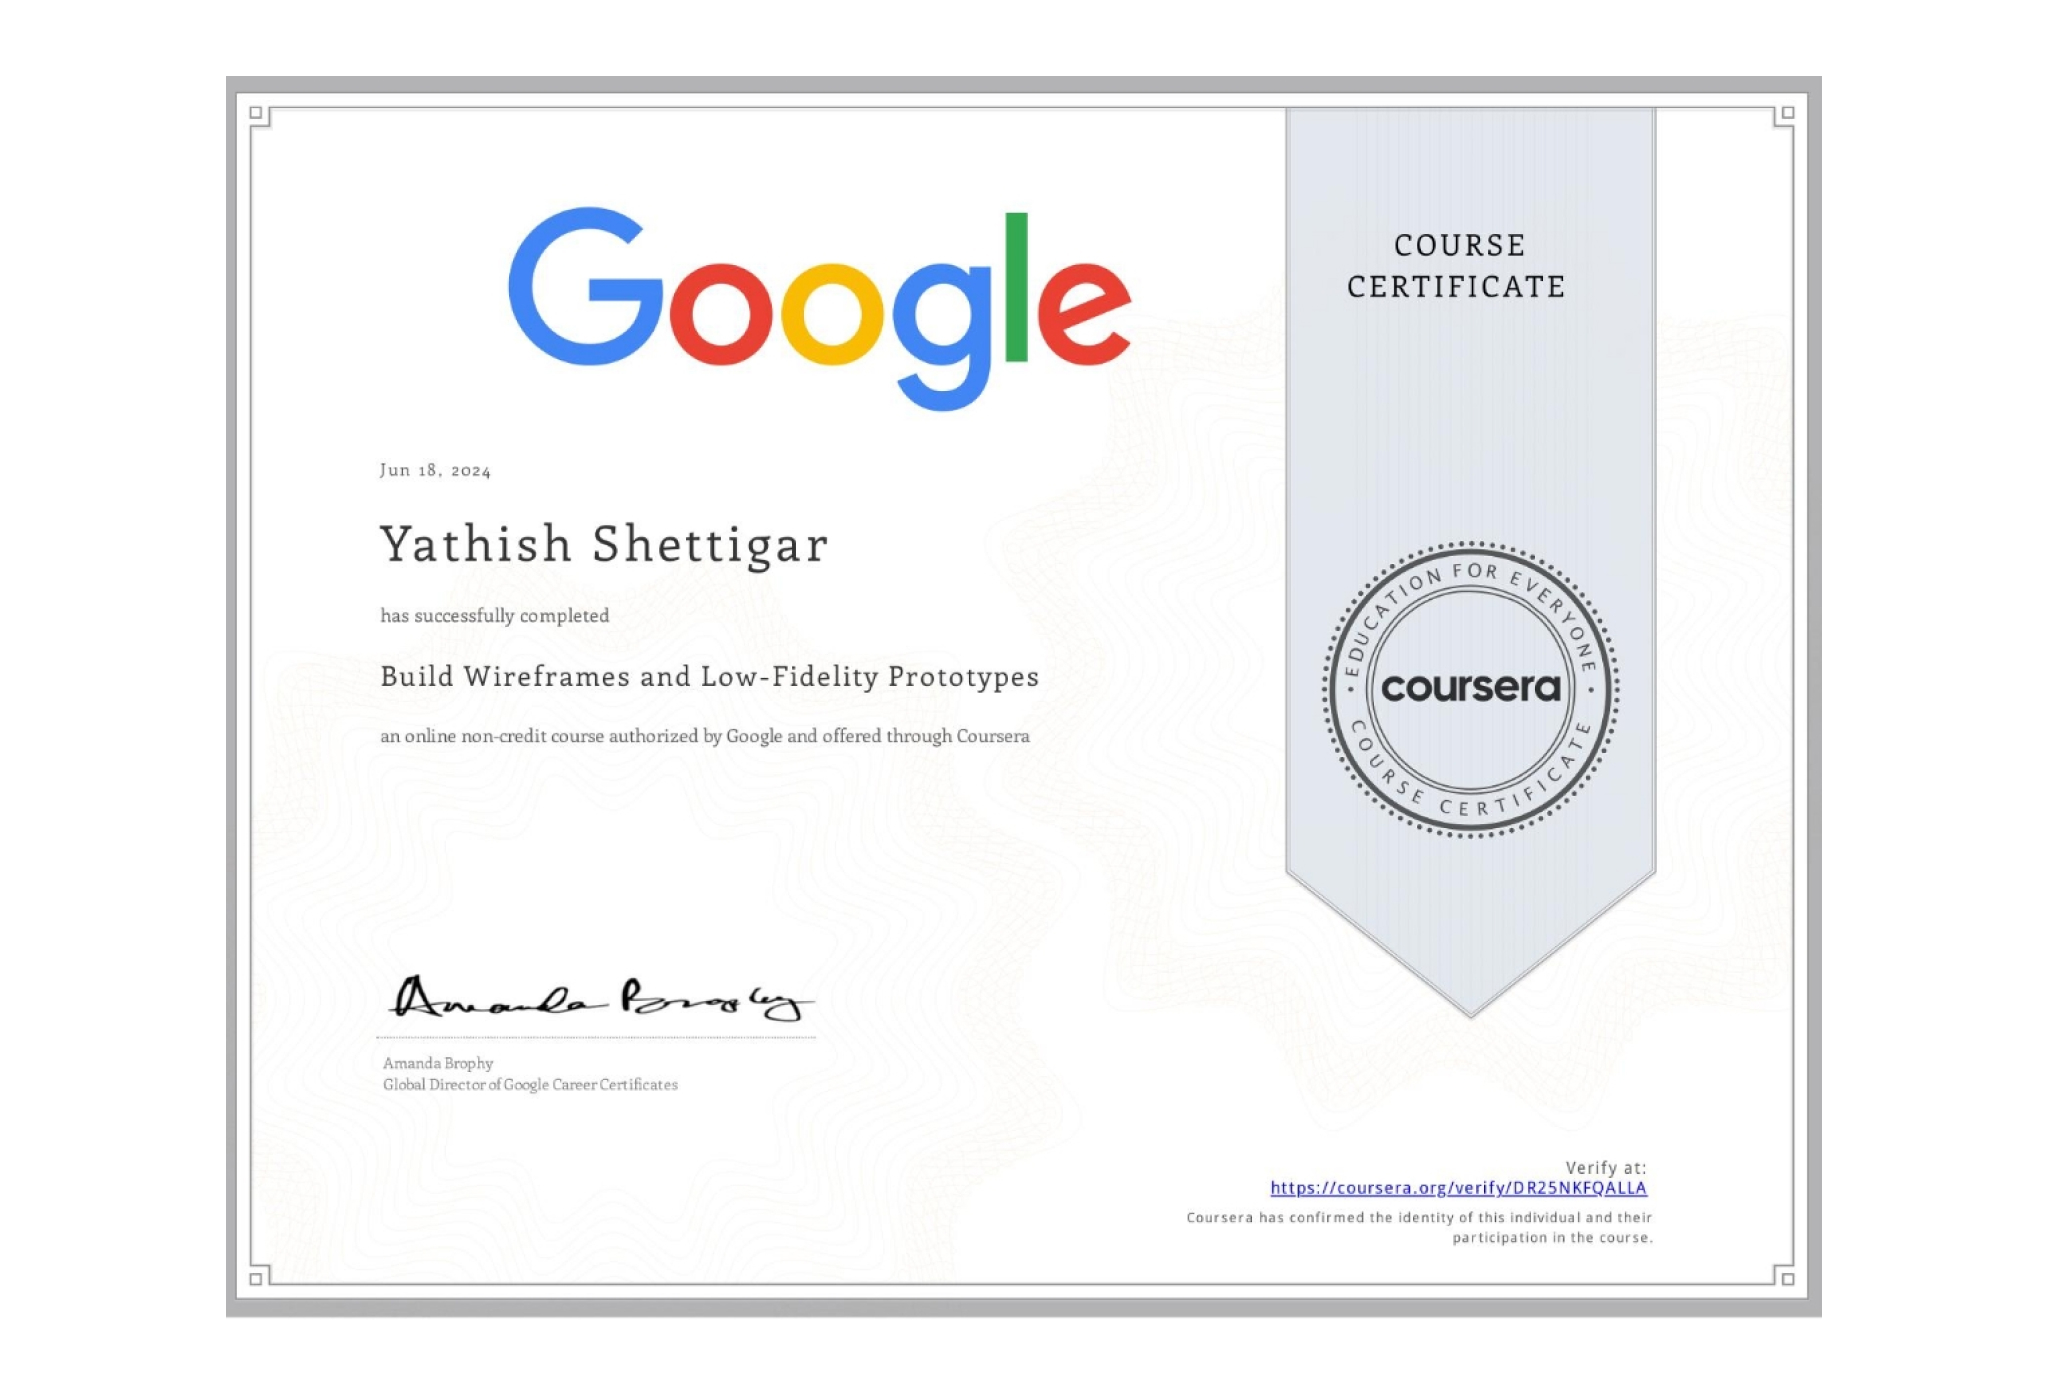 Google
COURSE
CERTIFICATE
Jun 18, 2024
Yathish Shettigar
has successfully completed
Build Wireframes and Low-Fidelity Prototypes
an online non-credit course authorized by Google and offered through Coursera
EDUCATION FOR EVERYONE
coursera
COURSE CERTIFICATE
Amanda Brophy
Amanda Brophy
Global Director of Google Career Certificates
Verify at:
https://coursera.org/verify/DR25NKFQALLA
Coursera has confirmed the identity of this individual and their
participation in the course.